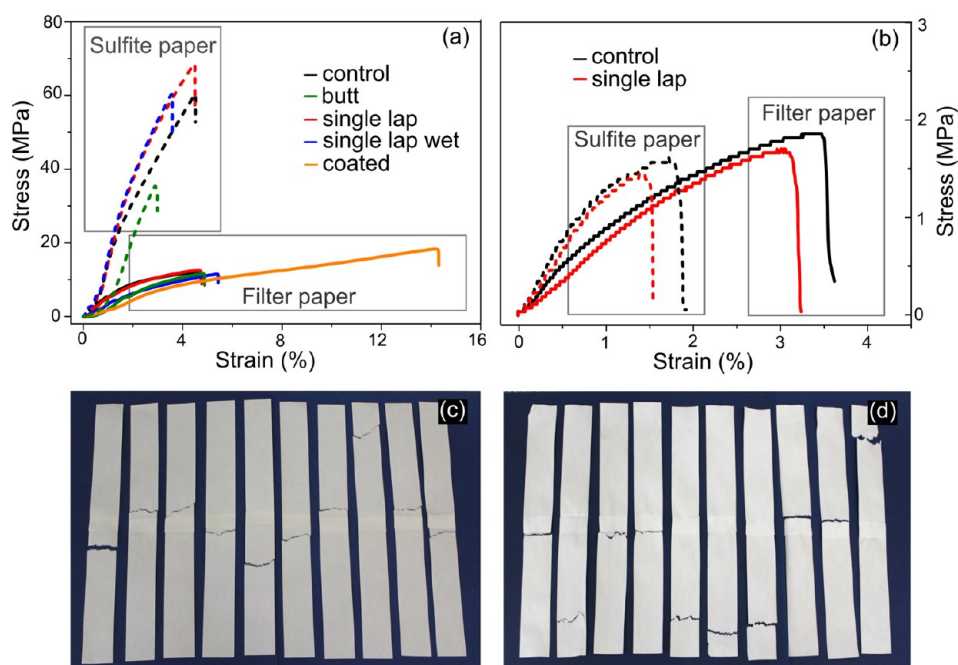 (a)
Sulfite paper
control
butt
single lap
single lap wet
coated
Filter paper
Stress (MPa)
80
60
40
20
0
0 4 8 12 16
Strain (%)
(b)
control
single lap
Filter paper
Sulfite paper
3
2
1
0
Stress (MPa)
0 1 2 3 4
Strain (%)
(c)
(d)